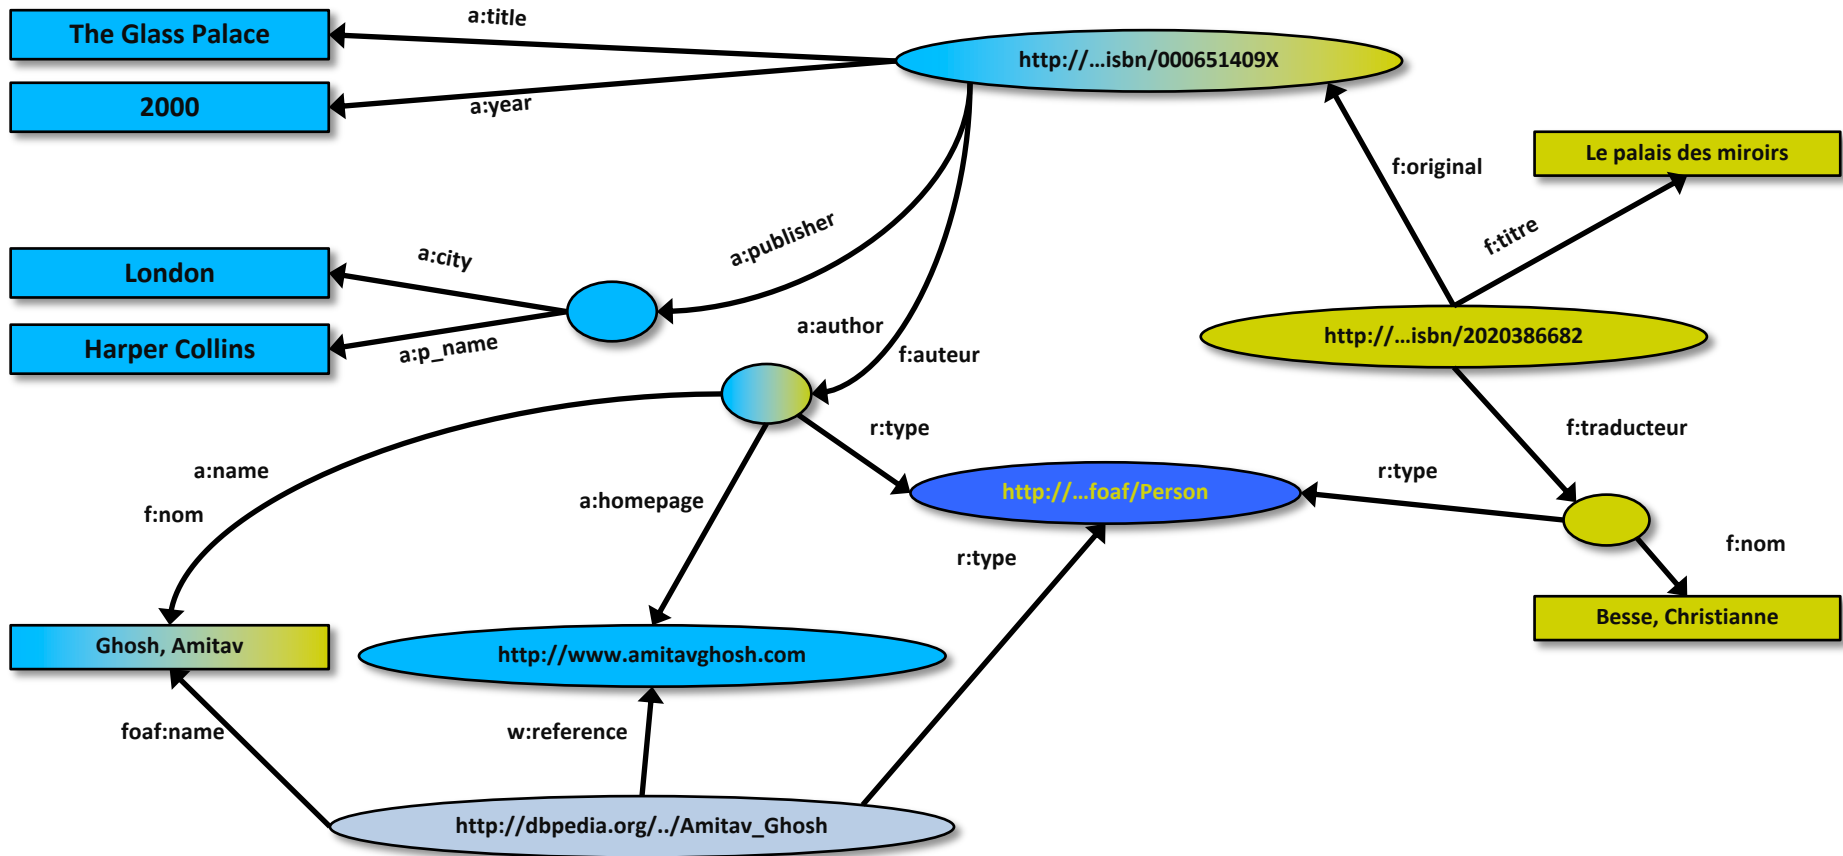 a:title
The Glass Palace
http://...isbn/000651409X
2000
a:year
Le palais des miroirs
f:original
a:publisher
f:titre
a:city
London
a:author
http://...isbn/2020386682
Harper Collins
a:p_name
f:auteur
r:type
f:traducteur
a:name
r:type
http://...foaf/Person
a:homepage
f:nom
f:nom
r:type
Besse, Christianne
Ghosh, Amitav
http://www.amitavghosh.com
foaf:name
w:reference
http://dbpedia.org/../Amitav_Ghosh